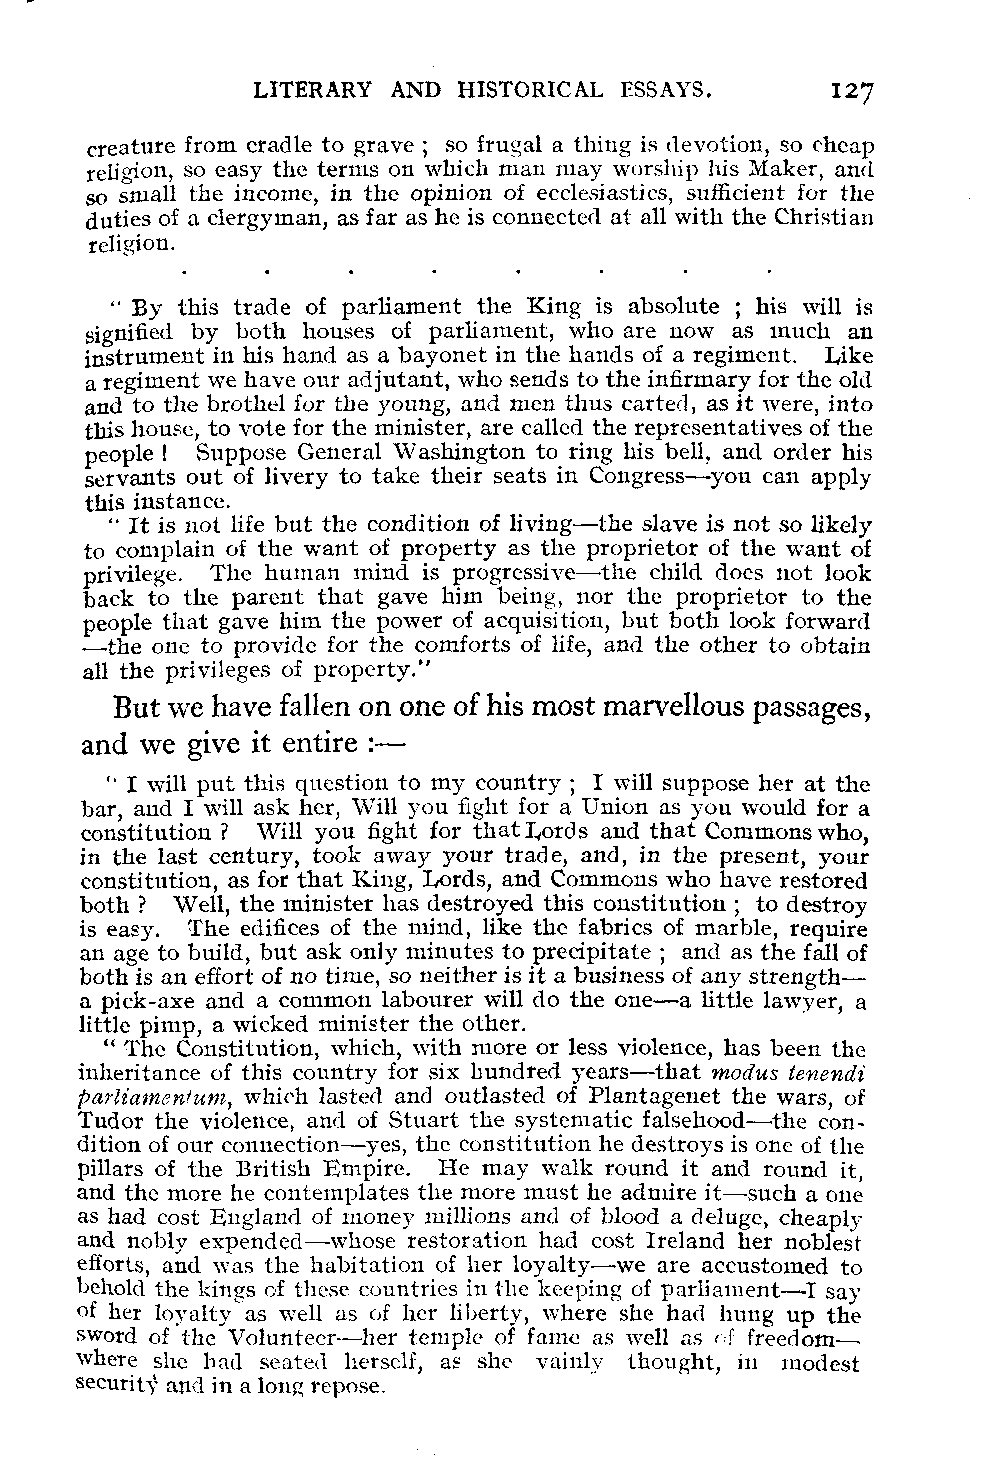 LITERARY AND HISTORICAL ESSAYS. 127
creature from cradle to grave ; so frugal a thing is devotion, so cheap
religion, so easy the terms on which man may worship his Maker, and
so small the income, in the opinion of ecclesiastics, sufficient for the
duties of a clergyman, as far as he is connected at all with the Christian
religion.
. . . . . . . .
" By this trade of parliament the King is absolute ; his will is
signified by both houses of parliament, who are now as much an
instrument in his hand as a bayonet in the hands of a regiment. Like
a regiment we have our adjutant, who sends to the infirmary for the old
and to the brothel for the young, and men thus carted, as it were, into
this house, to vote for the minister, are called the representatives of the
people ! Suppose General Washington to ring his bell, and order his
servants out of livery to take their seats in Congress—you can apply
this instance.
" It is not life but the condition of living—the slave is not so likely
to complain of the want of property as the proprietor of the want of
privilege. The human mind is progressive—the child does not look
back to the parent that gave him being, nor the proprietor to the
people that gave him the power of acquisition, but both look forward
—the one to provide for the comforts of life, and the other to obtain
all the privileges of property."
But we have fallen on one of his most marvellous passages,
and we give it entire :—
" I will put this question to my country ; I will suppose her at the
bar, and I will ask her, Will you fight for a Union as you would for a
constitution ? Will you fight for that Lords and that Commons who,
in the last century, took away your trade, and, in the present, your
constitution, as for that King, Lords, and Commons who have restored
both ? Well, the minister has destroyed this constitution ; to destroy
is easy. The edifices of the mind, like the fabrics of marble, require
an age to build, but ask only minutes to precipitate ; and as the fall of
both is an effort of no time, so neither is it a business of any strength—
a pick-axe and a common labourer will do the one—a little lawyer, a
little pimp, a wicked minister the other.
" The Constitution, which, with more or less violence, has been the
inheritance of this country for six hundred years—that modus tenendi
parliamentum, which lasted and outlasted of Plantagenet the wars, of
Tudor the violence, and of Stuart the systematic falsehood—the con-
dition of our connection—yes, the constitution he destroys is one of the
pillars of the British Empire. He may walk round it and round it,
and the more he contemplates the more must he admire it—such a one
as had cost England of money millions and of blood a deluge, cheaply
and nobly expended—whose restoration had cost Ireland her noblest
efforts, and was the habitation of her loyalty—we are accustomed to
behold the kings of these countries in the keeping of parliament—I say
of her loyalty as well as of her liberty, where she had hung up the
sword of the Volunteer—her temple of fame as well as of freedom—
where she had seated herself, as she vainly thought, in modest
security and in a long repose.